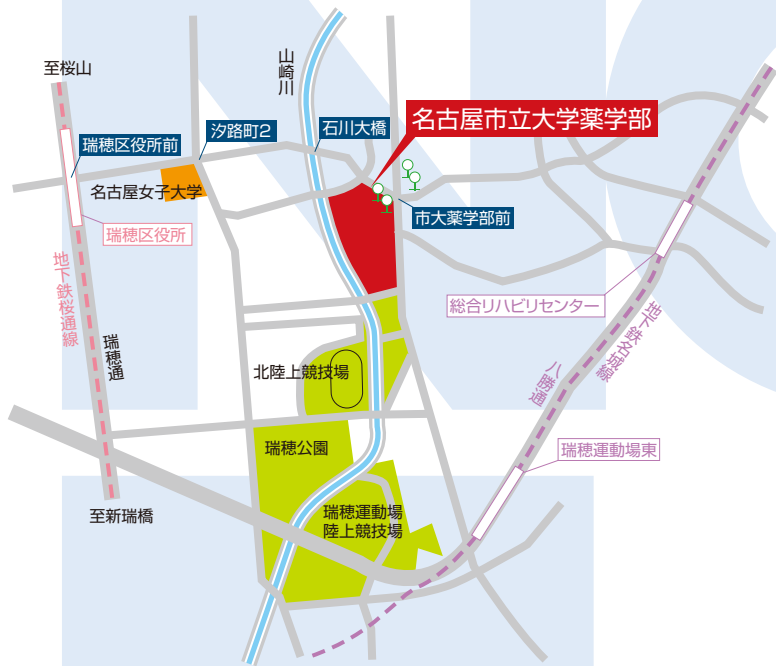 山崎川
至桜山
名古屋市立大学薬学部
汐路町2
石川大橋
瑞穂区役所前
名古屋女子大学
市大薬学部前
瑞穂区役所
地下鉄桜通線
瑞穂通
総合リハビリセンター
地下鉄名城線
八勝通
北陸上競技場
瑞穂公園
瑞穂運動場東
至新瑞橋
瑞穂運動場
陸上競技場